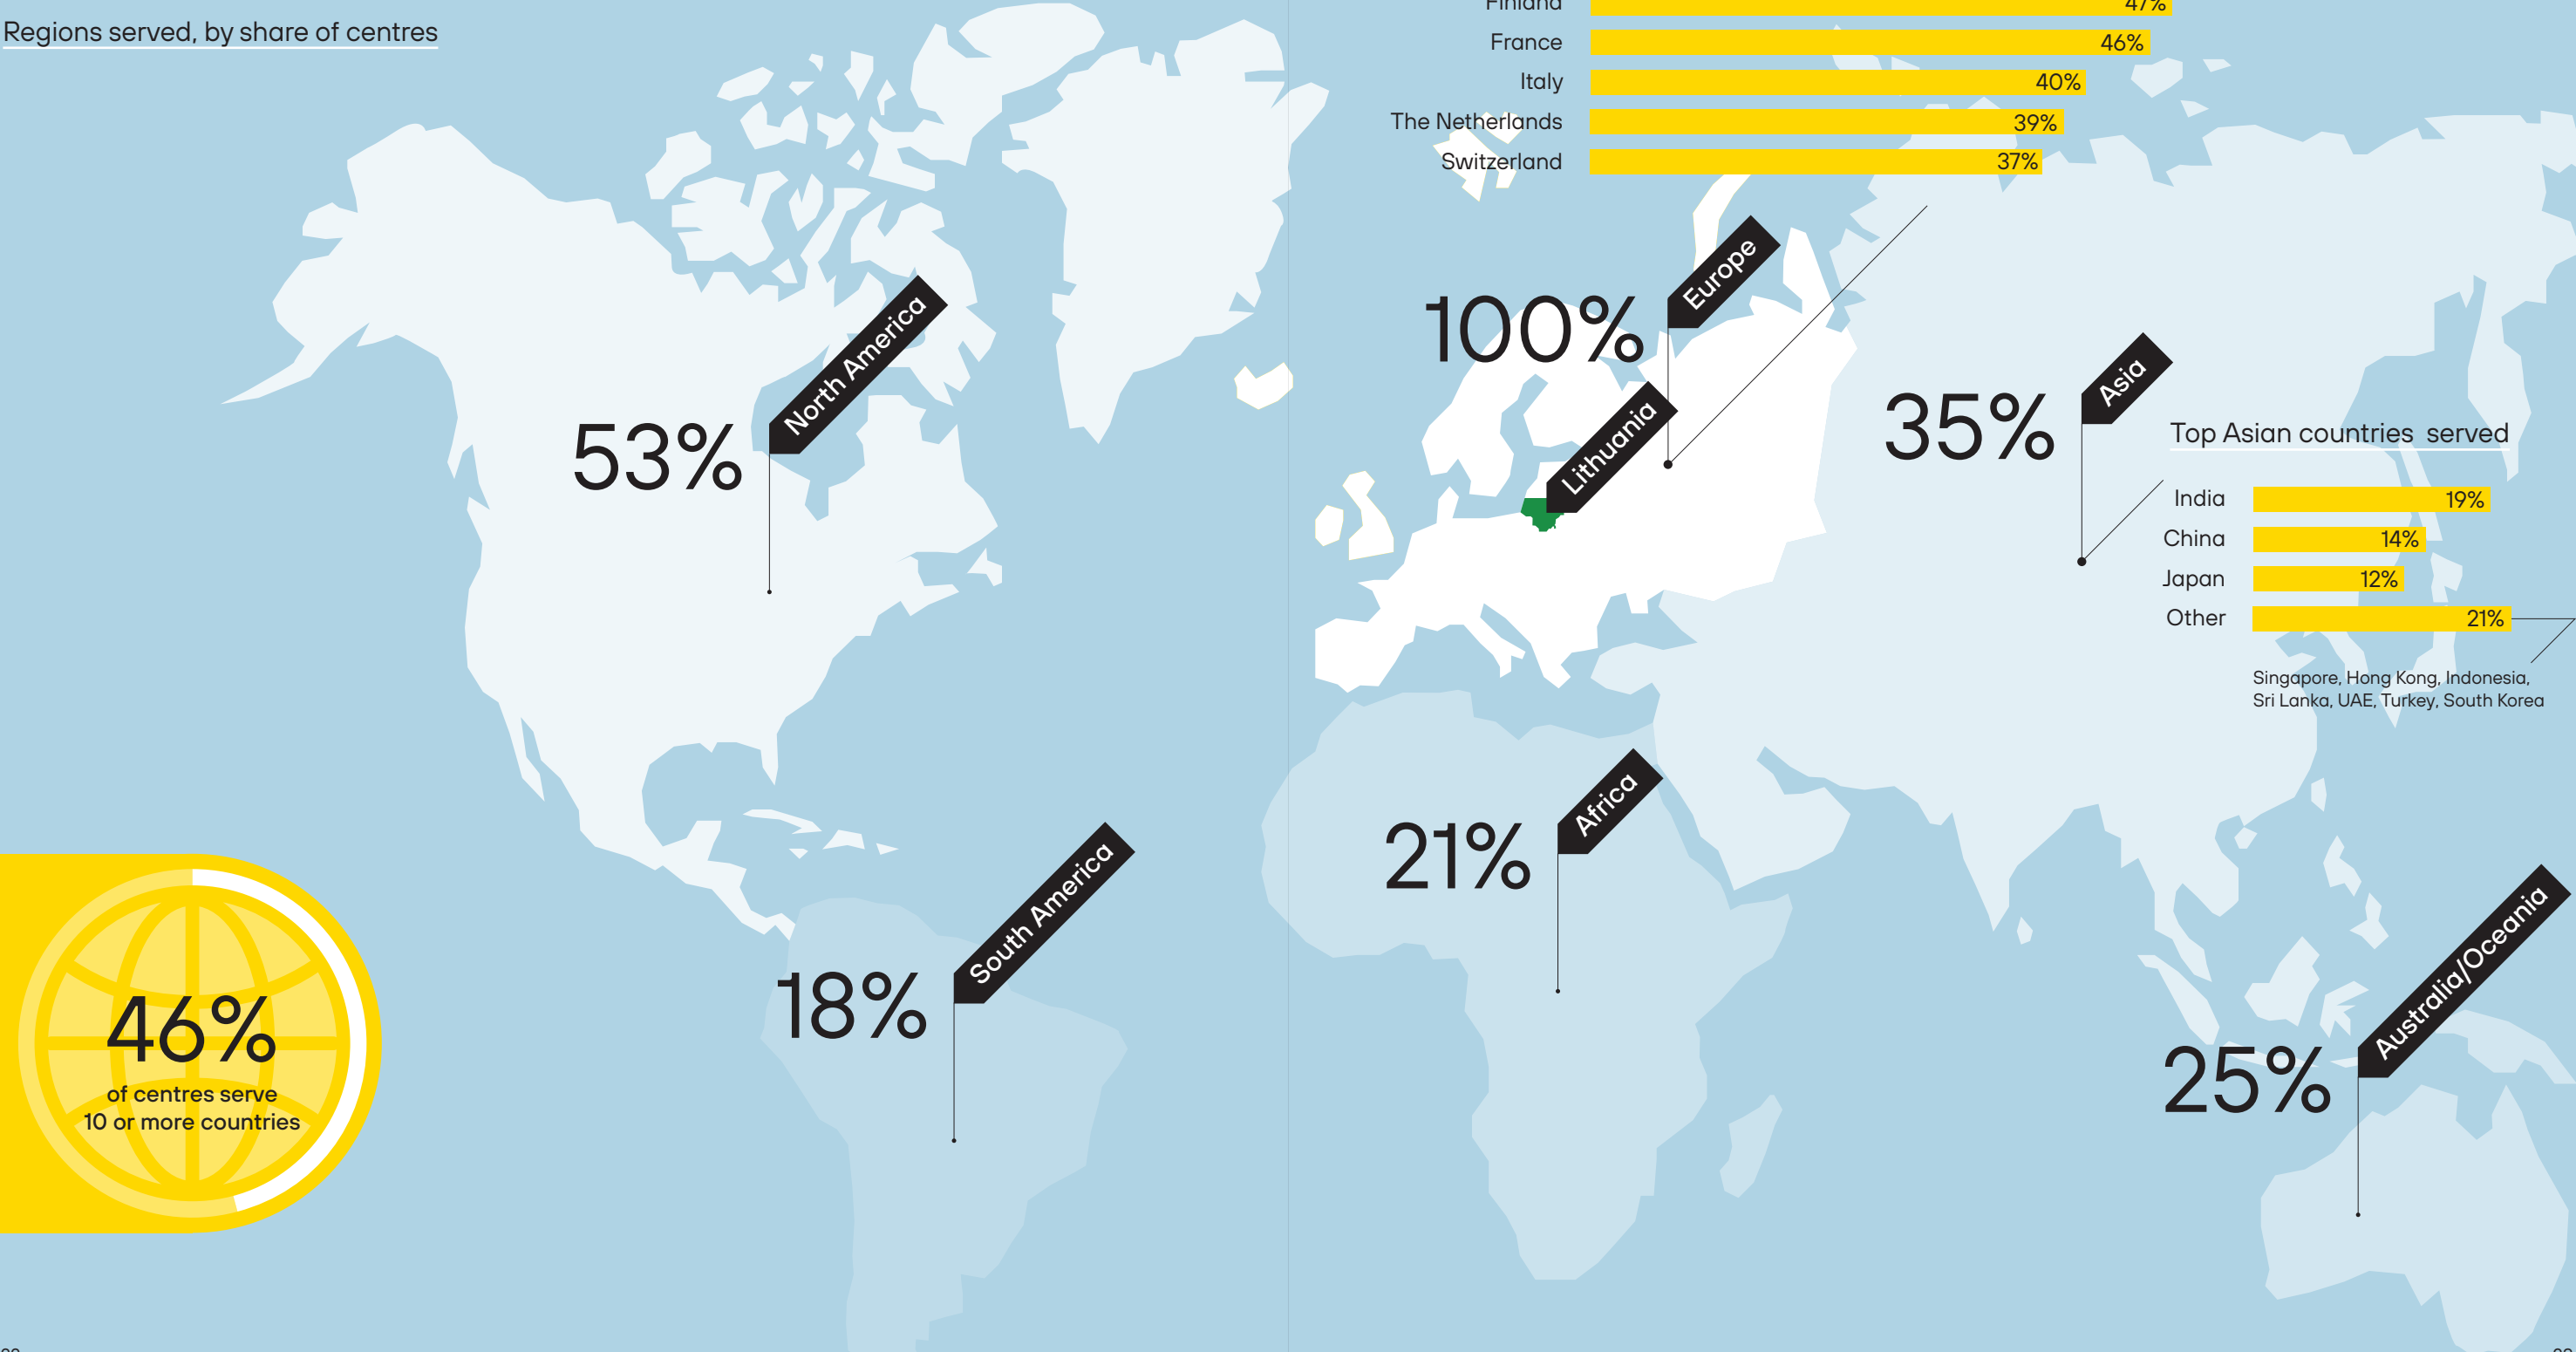 Regions served, by share of centres
Finland 47%
France 46%
Italy 40%
The Netherlands 39%
Switzerland 37%
Europe
100%
North America
53%
Lithuania
Asia
35%
Top Asian countries served
India 19%
China 14%
Japan 12%
Other 21%
Singapore, Hong Kong, Indonesia,
Sri Lanka, UAE, Turkey, South Korea
Africa
21%
South America
18%
Australia/Oceania
25%
46%
of centres serve
10 or more countries